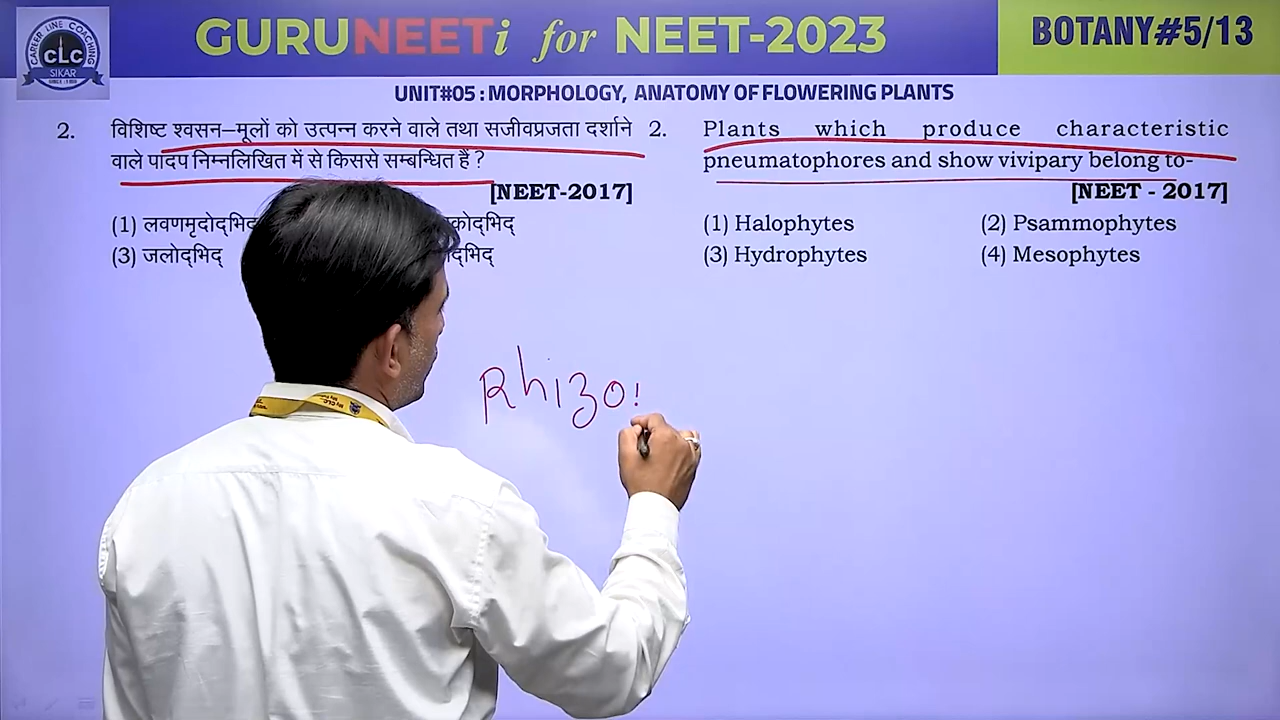 GURUNEETi for NEET-2023
BOTANY#5/13
CAREER LINE COACHING
CLC
SIKAR
UNIT#05 : MORPHOLOGY, ANATOMY OF FLOWERING PLANTS
2. विशिष्ट श्वसन–मूलों को उत्पन्न करने वाले तथा सजीवप्रजता दर्शाने
वाले पादप निम्नलिखित में से किससे सम्बन्धित हैं ?
[NEET-2017]
(1) लवणमृदोद्‌भिद्
(3) जलोद्‌भिद्
2. Plants which produce characteristic
pneumatophores and show vivipary belong to-
[NEET - 2017]
(1) Halophytes (2) Psammophytes
(3) Hydrophytes (4) Mesophytes
Rhizo